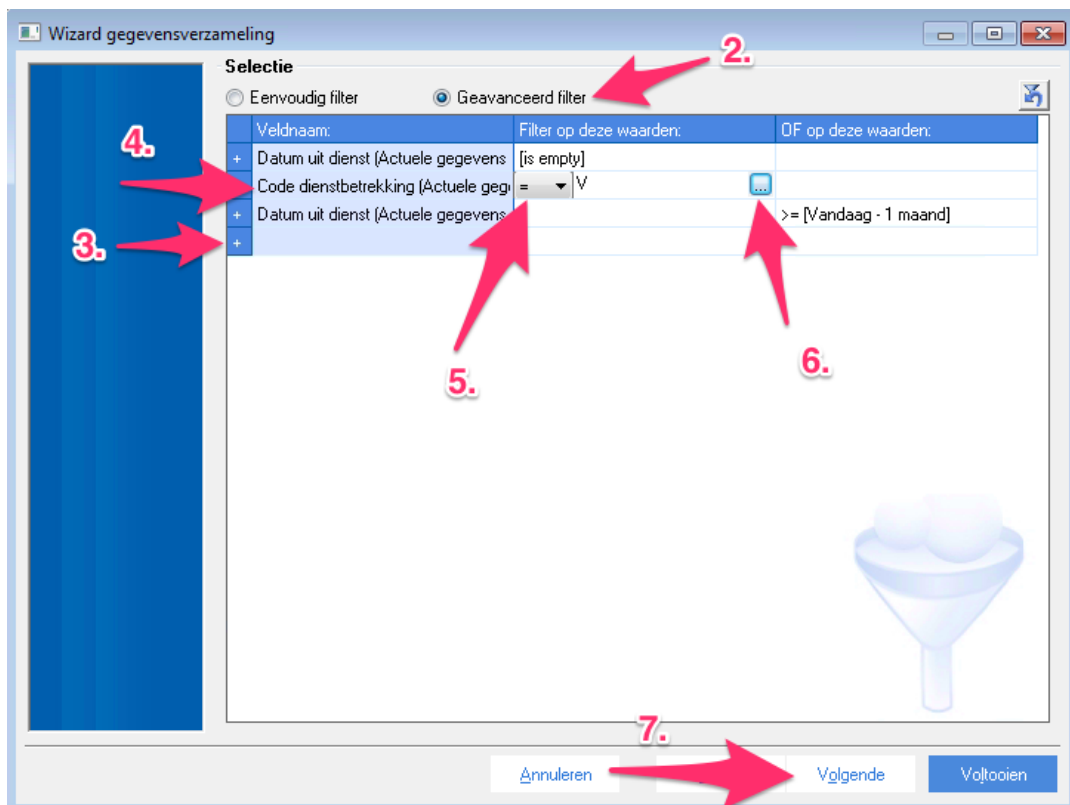 Wizard gegevensverzameling
2.
Selectie
Eenvoudig filter Geavanceerd filter
4.
Veldnaam: Filter op deze waarden: OF op deze waarden:
+ Datum uit dienst (Actuele gegevens [is empty]
Code dienstbetrekking (Actuele geg = V ...
+ Datum uit dienst (Actuele gegevens >= [Vandaag - 1 maand]
3.
+
5.
6.
7.
Annuleren Volgende Voltooien